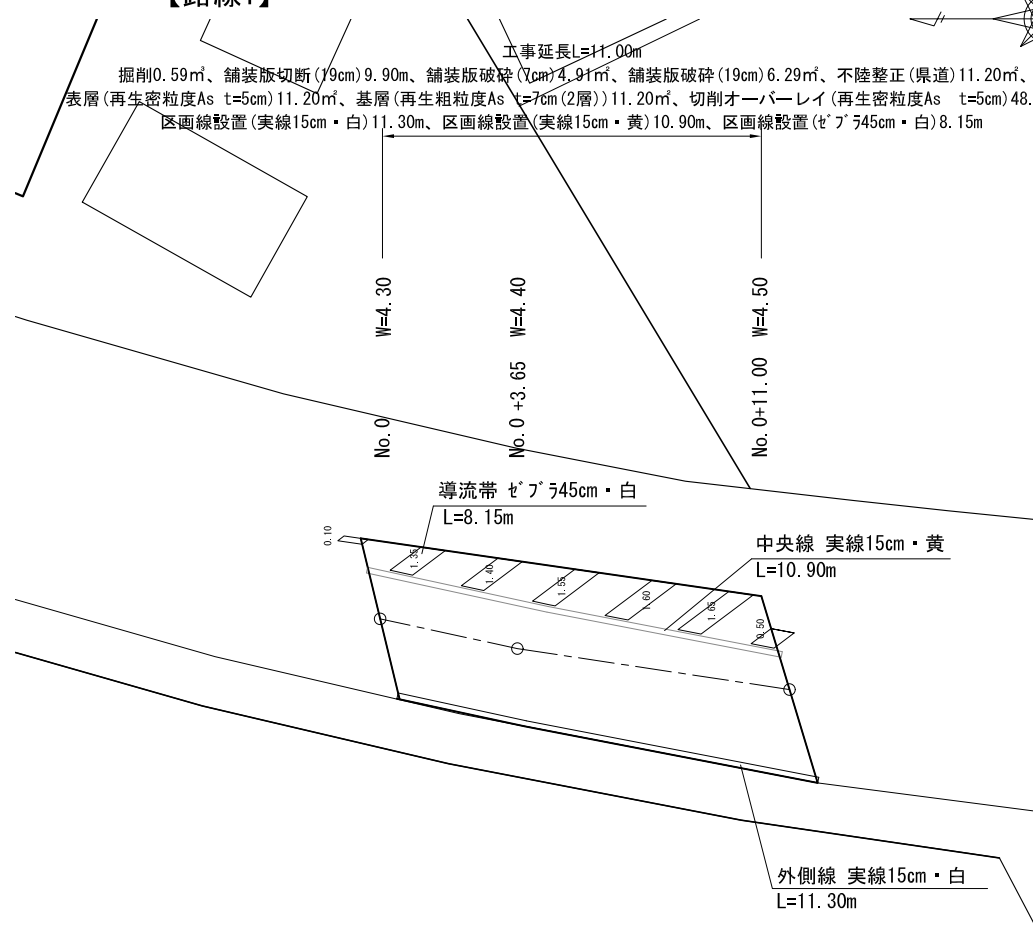 【路線1】
工事延長L=11.00m
掘削0.59㎥、舗装版切断(19cm)9.90m、舗装版破砕(7cm)4.91㎡、舗装版破砕(19cm)6.29㎡、不陸整正(県道)11.20㎡、
表層(再生密粒度As t=5cm)11.20㎡、基層(再生粗粒度As t=7cm(2層))11.20㎡、切削オーバーレイ(再生密粒度As t=5cm)48.
区画線設置(実線15cm・白)11.30m、区画線設置(実線15cm・黄)10.90m、区画線設置(ｾﾞﾌﾞﾗ45cm・白)8.15m
No.0 W=4.30
No.0+3.65 W=4.40
No.0+11.00 W=4.50
導流帯 ｾﾞﾌﾞﾗ45cm・白
L=8.15m
中央線 実線15cm・黄
L=10.90m
0.10
1.35
1.40
1.55
1.60
1.65
0.50
外側線 実線15cm・白
L=11.30m